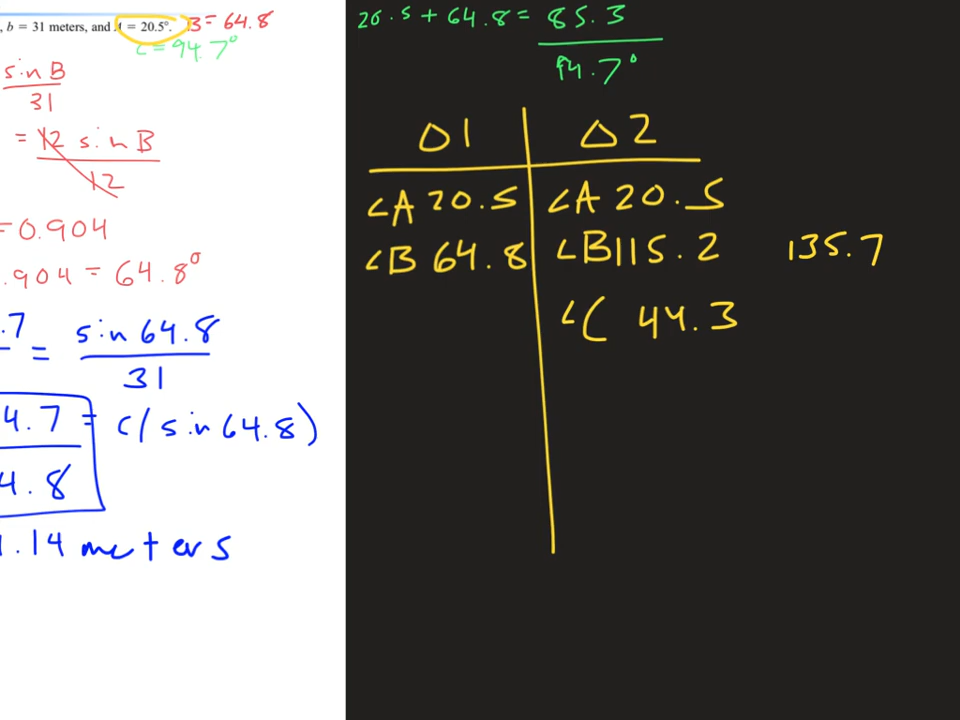 , b = 31 meters, and A = 20.5°. B = 64.8
C = 94.7°
sin B
31
= 12 sin B
12
= 0.904
.904 = 64.8°
.7 = sin 64.8
31
4.7 = c (sin 64.8)
4.8
.14 meters
20.5 + 64.8 = 85.3
94.7°
△1 △2
∠A 20.5 ∠A 20.5
∠B 64.8 ∠B 115.2 135.7
∠C 44.3